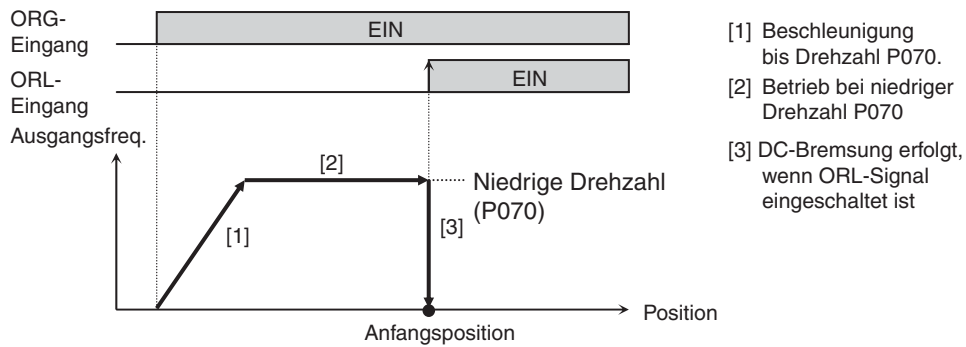 ORG-
Eingang
EIN
ORL-
Eingang
EIN
Ausgangsfreq.
[1]
[2]
[3]
Niedrige Drehzahl
(P070)
Position
Anfangsposition
[1] Beschleunigung
bis Drehzahl P070.
[2] Betrieb bei niedriger
Drehzahl P070
[3] DC-Bremsung erfolgt,
wenn ORL-Signal
eingeschaltet ist